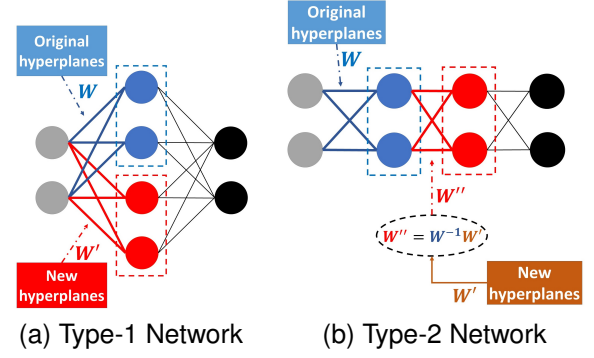 Original
hyperplanes
W
W'
New
hyperplanes
(a) Type-1 Network
Original
hyperplanes
W
W''
W'' = W⁻¹W'
W'
New
hyperplanes
(b) Type-2 Network